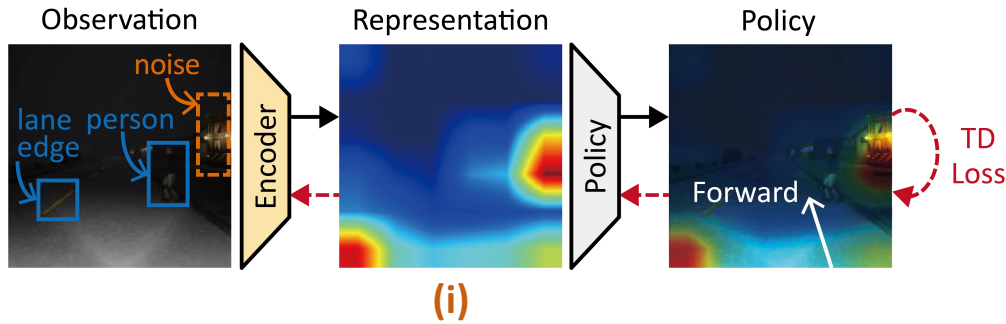 Observation
Representation
Policy
noise
lane
edge
person
Encoder
Policy
Forward
TD
Loss
(i)